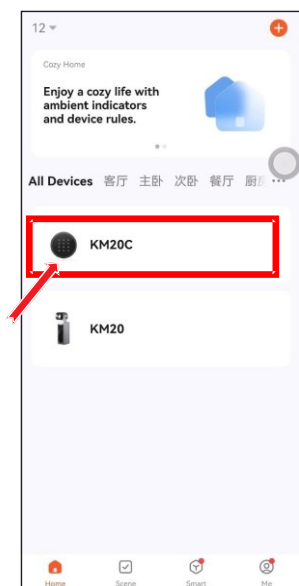 12
Cozy Home
Enjoy a cozy life with
ambient indicators
and device rules.
All Devices 客厅 主卧 次卧 餐厅
KM20C
KM20
Home Scene Smart Me